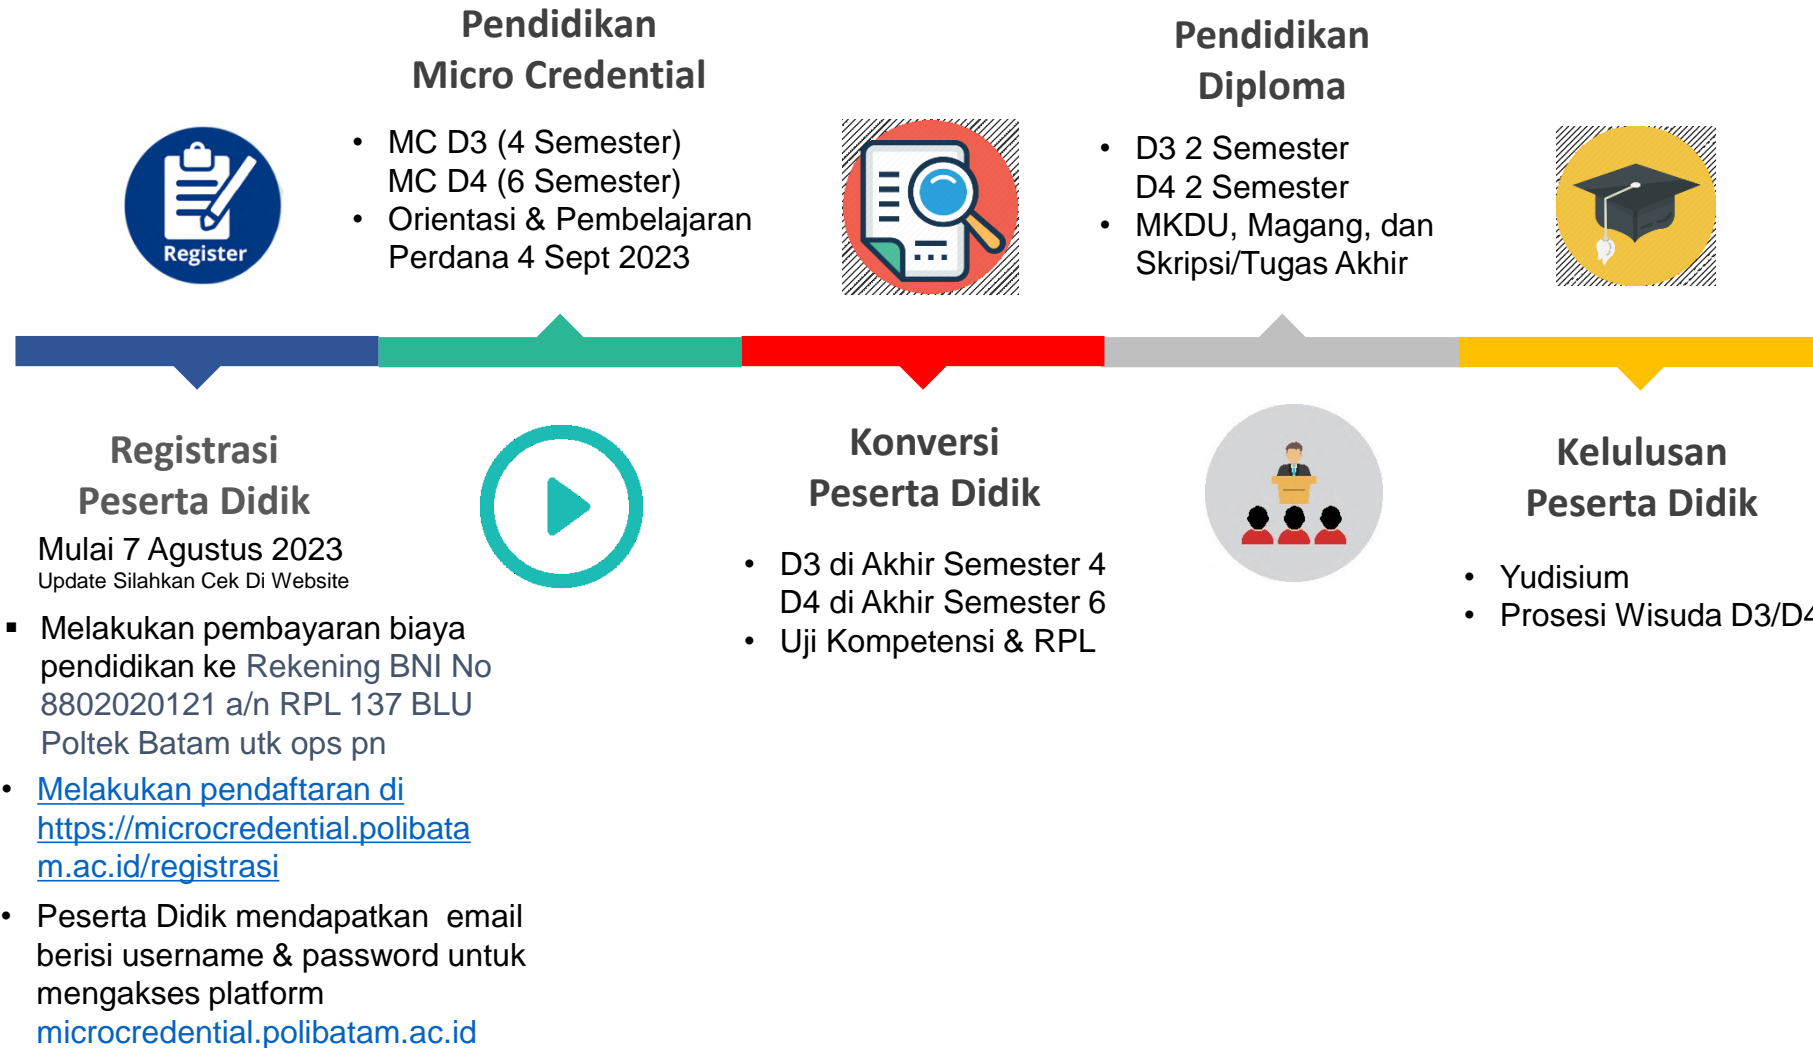 Pendidikan
Micro Credential
• MC D3 (4 Semester)
MC D4 (6 Semester)
• Orientasi & Pembelajaran
Perdana 4 Sept 2023
Pendidikan
Diploma
• D3 2 Semester
D4 2 Semester
• MKDU, Magang, dan
Skripsi/Tugas Akhir
Register
Registrasi
Peserta Didik
Mulai 7 Agustus 2023
Update Silahkan Cek Di Website
▪ Melakukan pembayaran biaya
pendidikan ke Rekening BNI No
8802020121 a/n RPL 137 BLU
Poltek Batam utk ops pn
• Melakukan pendaftaran di
https://microcredential.polibata
m.ac.id/registrasi
• Peserta Didik mendapatkan  email
berisi username & password untuk
mengakses platform
microcredential.polibatam.ac.id
Konversi
Peserta Didik
• D3 di Akhir Semester 4
D4 di Akhir Semester 6
• Uji Kompetensi & RPL
Kelulusan
Peserta Didik
• Yudisium
• Prosesi Wisuda D3/D4